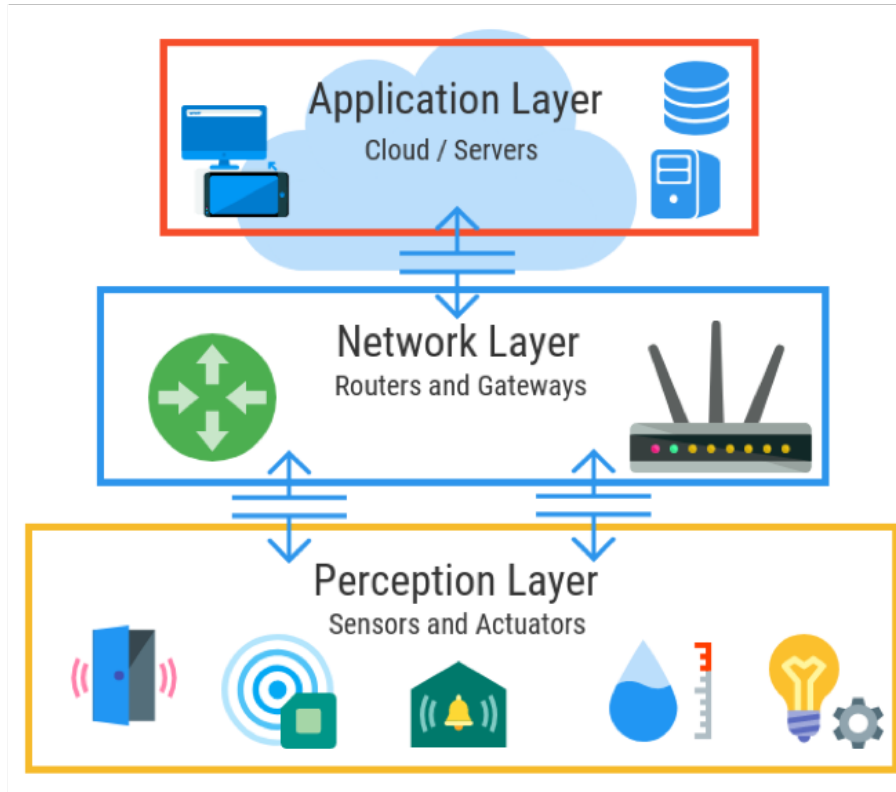 Application Layer
Cloud / Servers
Network Layer
Routers and Gateways
Perception Layer
Sensors and Actuators